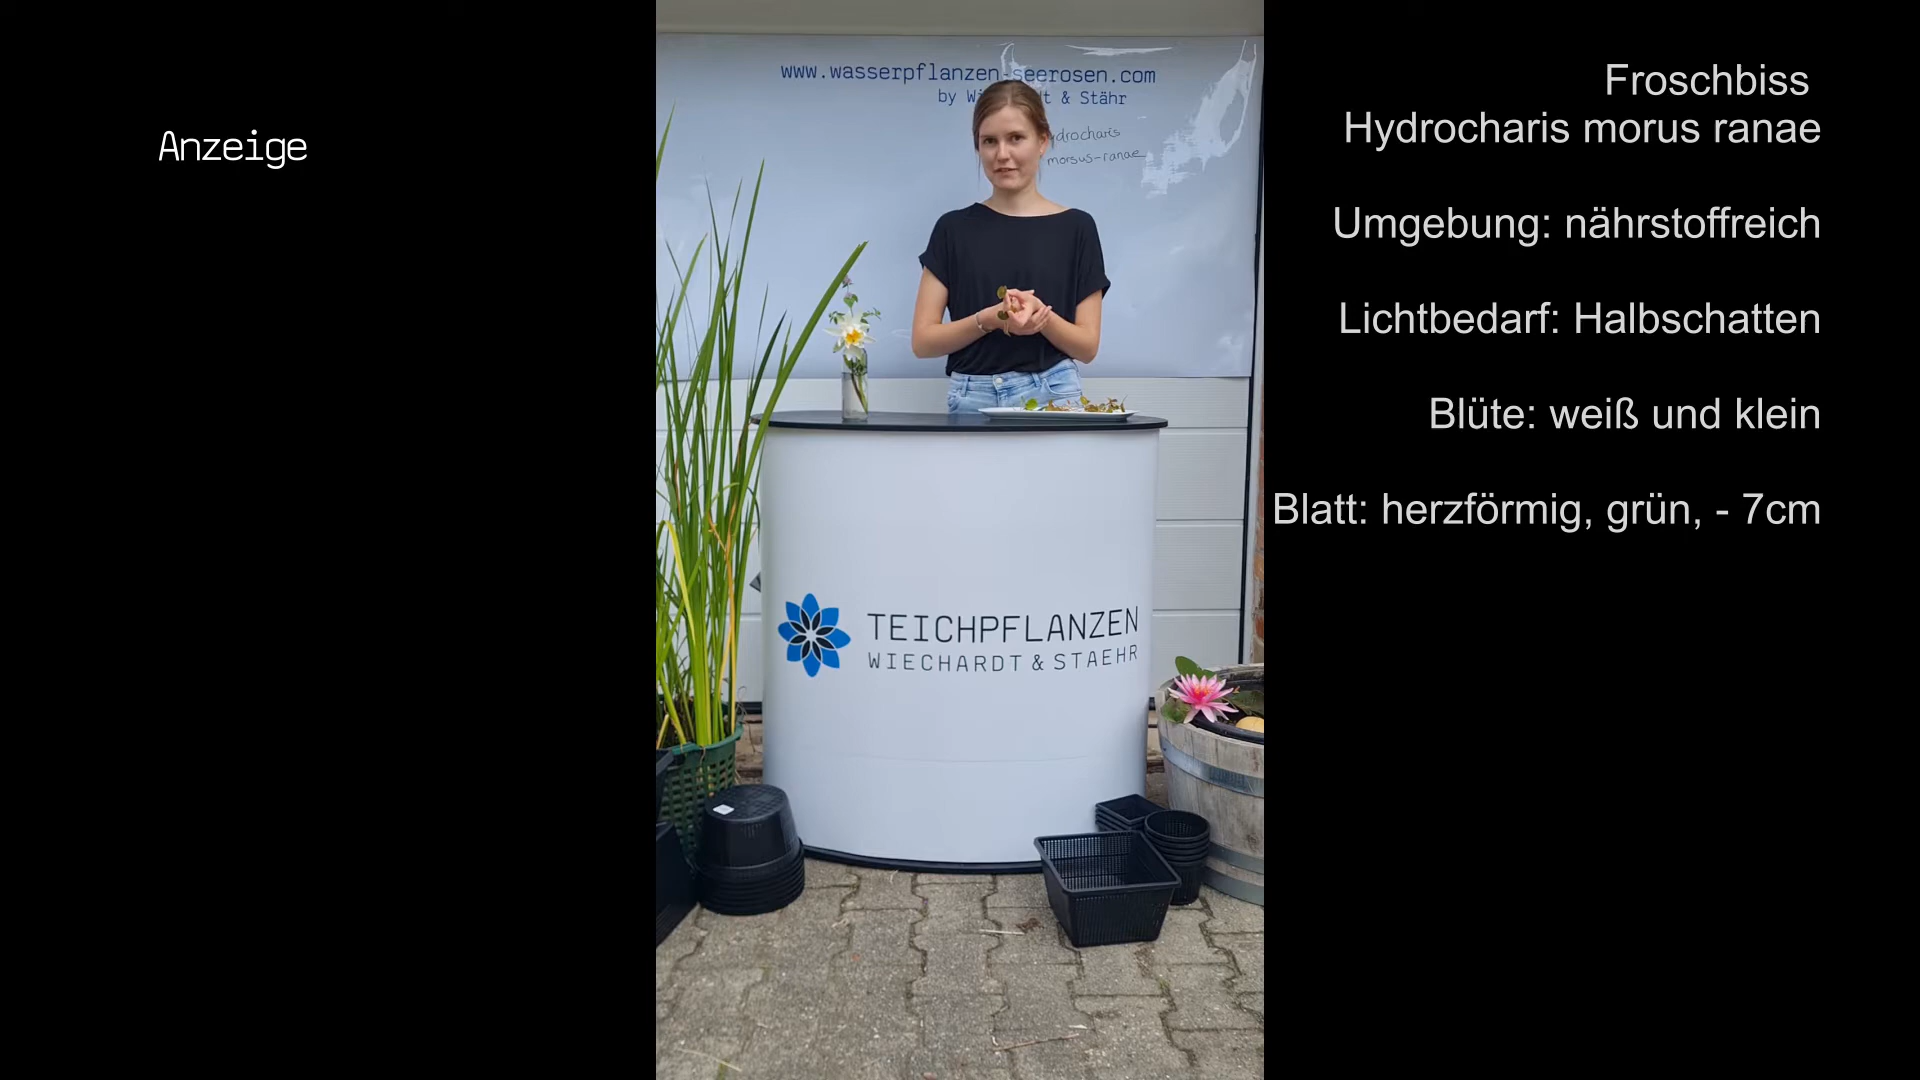 Anzeige
www.wasserpflanzen-seerosen.com
by & Stähr
morsus-ranae
TEICHPFLANZEN
WIECHARDT & STAEHR
Froschbiss
Hydrocharis morus ranae
Umgebung: nährstoffreich
Lichtbedarf: Halbschatten
Blüte: weiß und klein
Blatt: herzförmig, grün, - 7cm